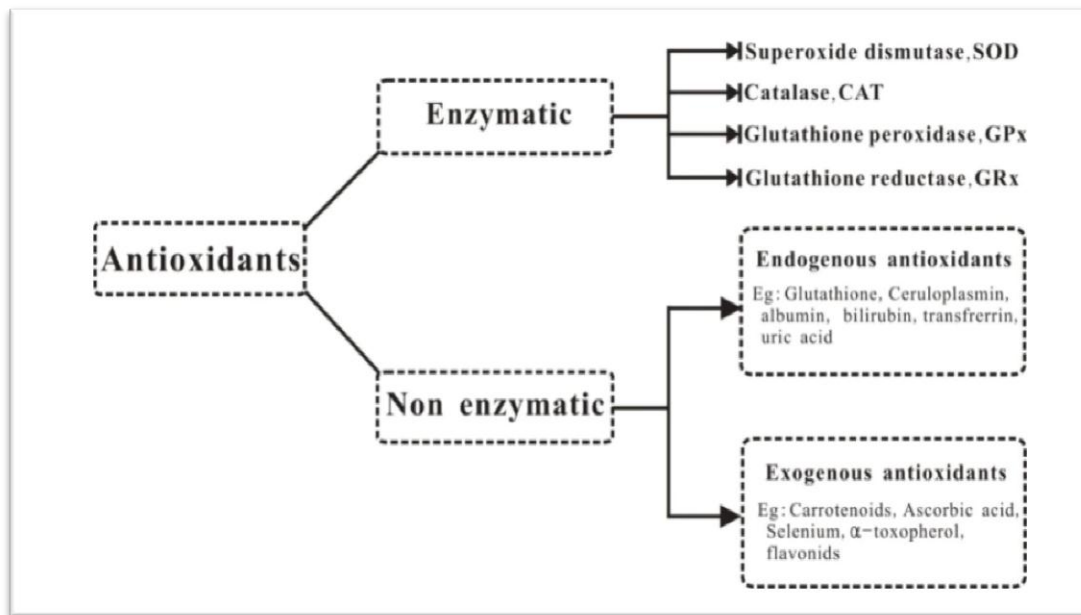 Superoxide dismutase,SOD
Enzymatic
Catalase,CAT
Glutathione peroxidase,GPx
Glutathione reductase,GRx
Antioxidants
Endogenous antioxidants
Eg: Glutathione, Ceruloplasmin,
albumin, bilirubin, transfrerrin,
uric acid
Non enzymatic
Exogenous antioxidants
Eg: Carrotenoids, Ascorbic acid,
Selenium, α-toxopherol,
flavonids